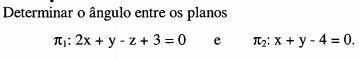 Determinar o ângulo entre os planos
π₁: 2x + y - z + 3 = 0 e π₂: x + y - 4 = 0.